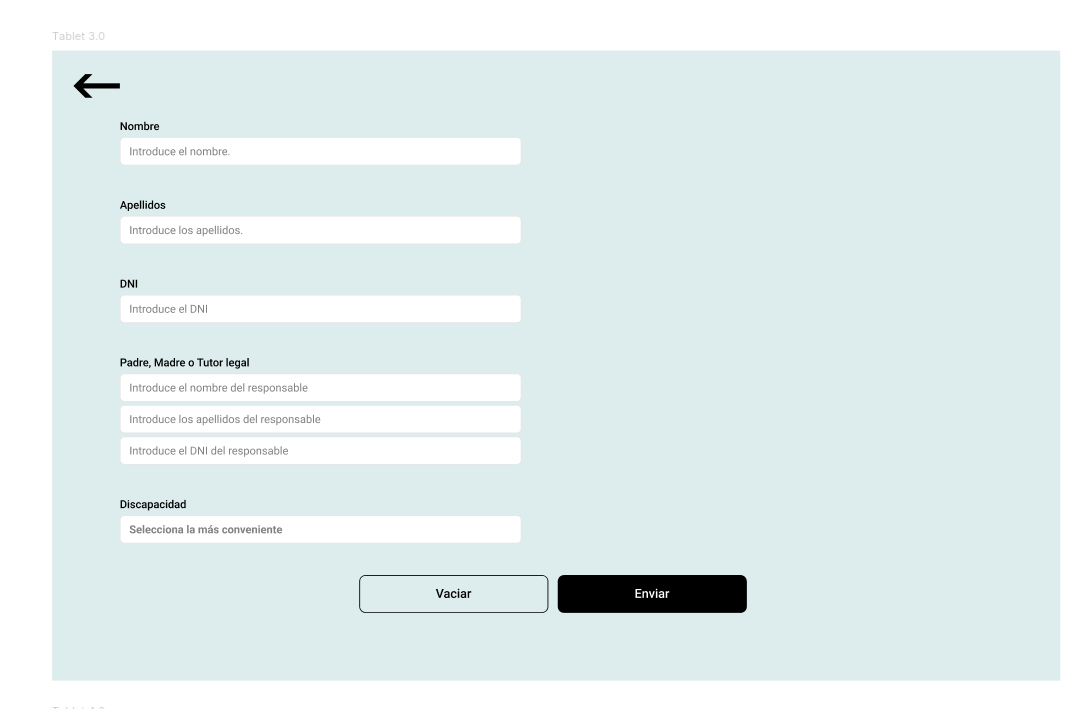 Tablet 3.0
Nombre
Introduce el nombre.
Apellidos
Introduce los apellidos.
DNI
Introduce el DNI
Padre, Madre o Tutor legal
Introduce el nombre del responsable
Introduce los apellidos del responsable
Introduce el DNI del responsable
Discapacidad
Selecciona la más conveniente
Vaciar
Enviar